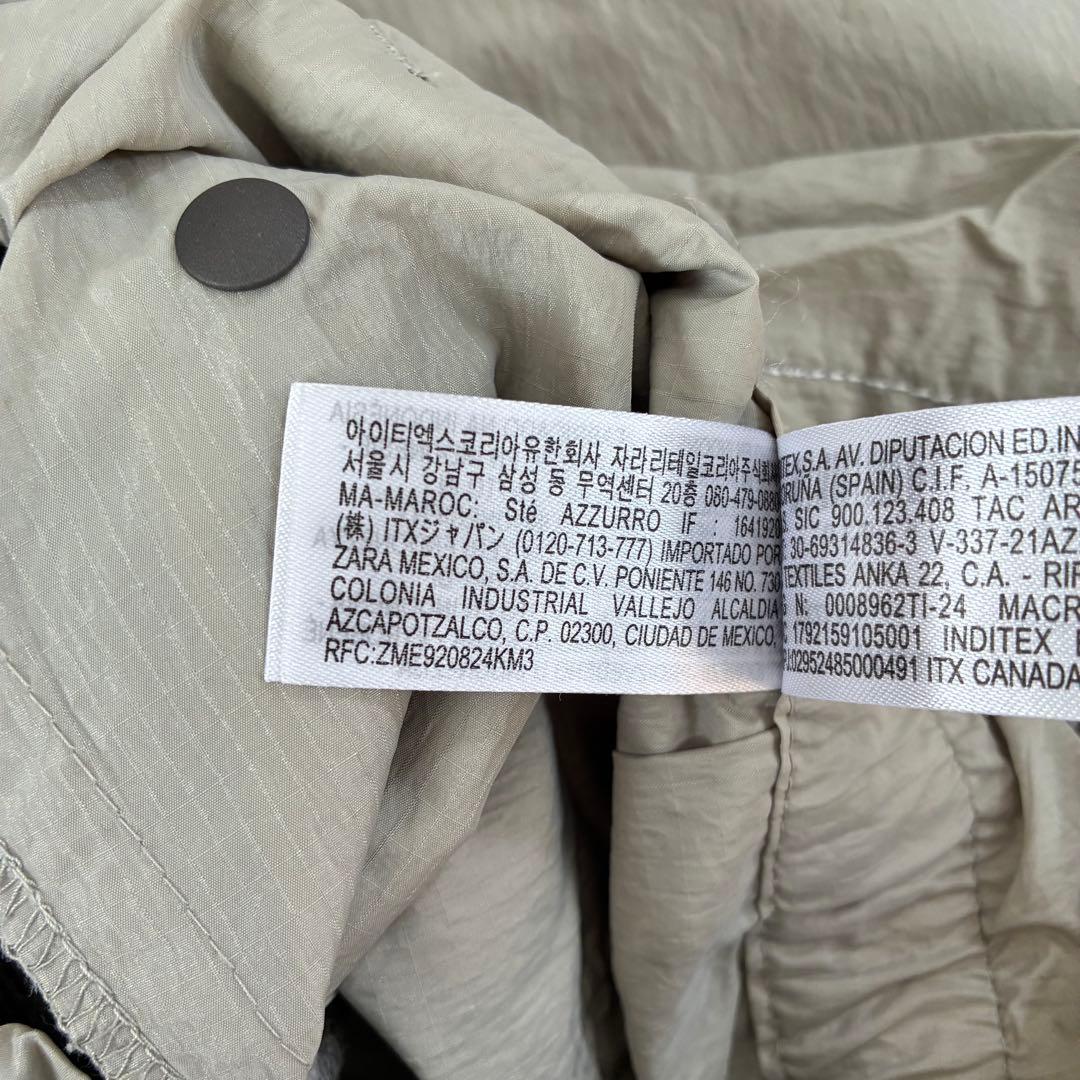 아이티엑스코리아유한회사 자라리테일코리아주식회사
서울시 강남구 삼성동 무역센터 20층 080-479-0880
MA-MAROC: Sté AZZURRO IF : 1641920
(株) ITXジャパン (0120-713-777) IMPORTADO POR
ZARA MEXICO, S.A. DE C.V. PONIENTE 146 NO. 730
COLONIA INDUSTRIAL VALLEJO ALCALDIA
AZCAPOTZALCO, C.P. 02300, CIUDAD DE MEXICO,
RFC:ZME920824KM3
TEX,S.A. AV. DIPUTACION ED.IN
ORUÑA (SPAIN) C.I.F. A-15075
SIC 900.123.408 TAC AR
30-69314836-3 V-337-21AZ
TEXTILES ANKA 22, C.A. - RIF
N: 0008962TI-24 MACR
1792159105001 INDITEX
02952485000491 ITX CANADA